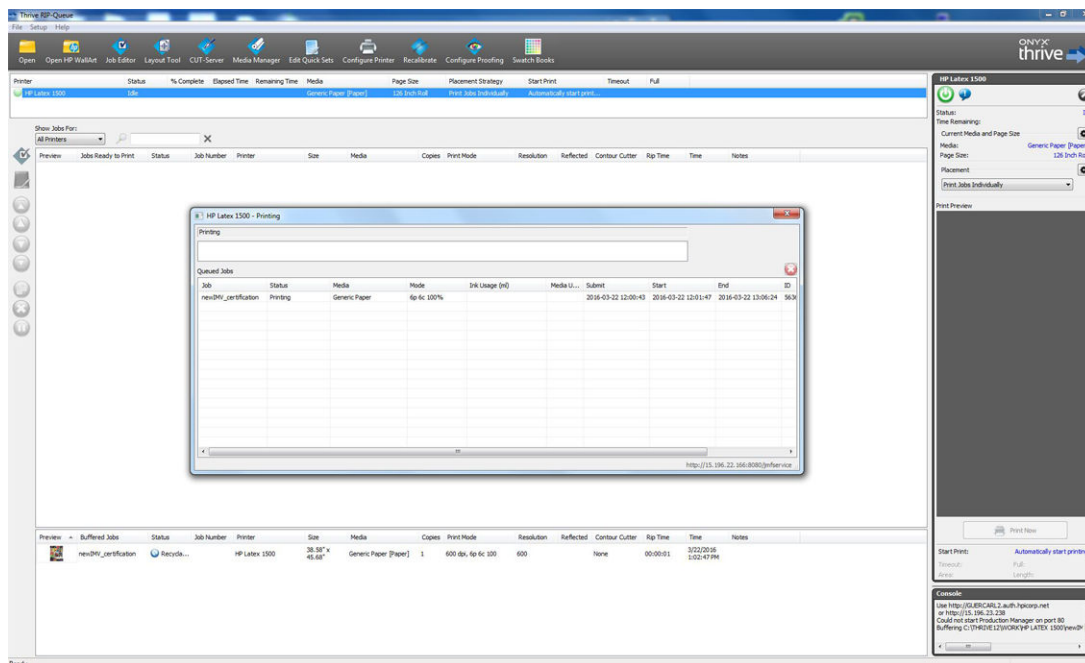 Thrive RIP-Queue
File Setup Help
Open Open HP WallArt Job Editor Layout Tool CUT-Server Media Manager Edit Quick Sets Configure Printer Recalibrate Configure Proofing Swatch Books
ONYX
thrive
Printer Status % Complete Elapsed Time Remaining Time Media Page Size Placement Strategy Start Print Timeout Full
HP Latex 1500 Idle Generic Paper [Paper] 126 Inch Roll Print Jobs Individually Automatically start print...
Show Jobs For:
All Printers
Preview Jobs Ready to Print Status Job Number Printer Size Media Copies Print Mode Resolution Reflected Contour Cutter Rip Time Time Notes
HP Latex 1500 - Printing
Printing
Queued Jobs
Job Status Media Mode Ink Usage (ml) Media U... Submit Start End ID
newIMV_certification Printing Generic Paper 6p 6c 100% 2016-03-22 12:00:43 2016-03-22 12:01:47 2016-03-22 13:06:24
http://15.196.22.166:8080/jmfservice
Preview Buffered Jobs Status Job Number Printer Size Media Copies Print Mode Resolution Reflected Contour Cutter Rip Time Time Notes
newIMV_certification Recycla... HP Latex 1500 38.58" x 45.68" Generic Paper [Paper] 1 600 dpi, 6p 6c 100 600 None 00:00:01 3/22/2016 1:02:47 PM
HP Latex 1500
Status:
Time Remaining:
Current Media and Page Size
Media: Generic Paper [Paper
Page Size: 126 Inch Ro
Placement
Print Jobs Individually
Print Preview
Print Now
Start Print: Automatically start printin
Timeout: Full:
Area: Length:
Console
Use http://GUERCARL2.auth.hpicorp.net
or http://15.196.23.238
Could not start Production Manager on port 80
Buffering C:\THRIVE12\WORK\HP LATEX 1500\newIM